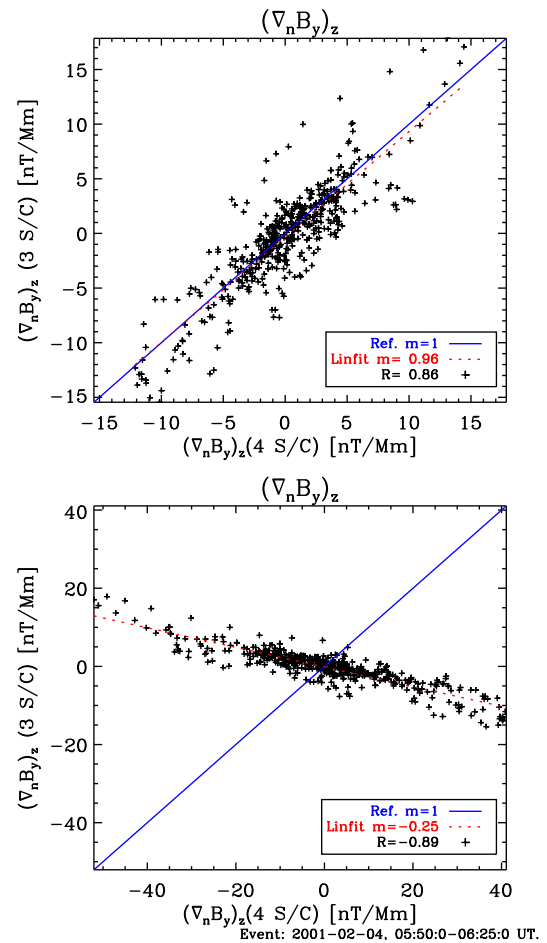 (∇nBy)z
15
10
5
0
−5
−10
−15
(∇nBy)z (3 S/C) [nT/Mm]
Ref. m=1
Linfit m= 0.96
R= 0.86
−15 −10 −5 0 5 10 15
(∇nBy)z(4 S/C) [nT/Mm]
(∇nBy)z
40
20
0
−20
−40
(∇nBy)z (3 S/C) [nT/Mm]
Ref. m=1
Linfit m=−0.25
R=−0.89
−40 −20 0 20 40
(∇nBy)z(4 S/C) [nT/Mm]
Event: 2001−02−04, 05:50:0−06:25:0 UT.